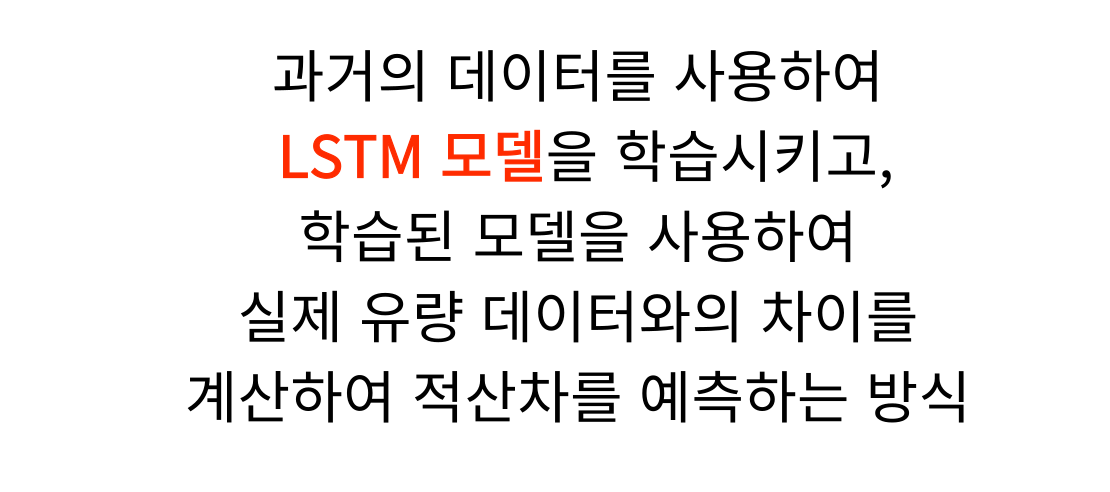 과거의 데이터를 사용하여
LSTM 모델을 학습시키고,
학습된 모델을 사용하여
실제 유량 데이터와의 차이를
계산하여 적산차를 예측하는 방식